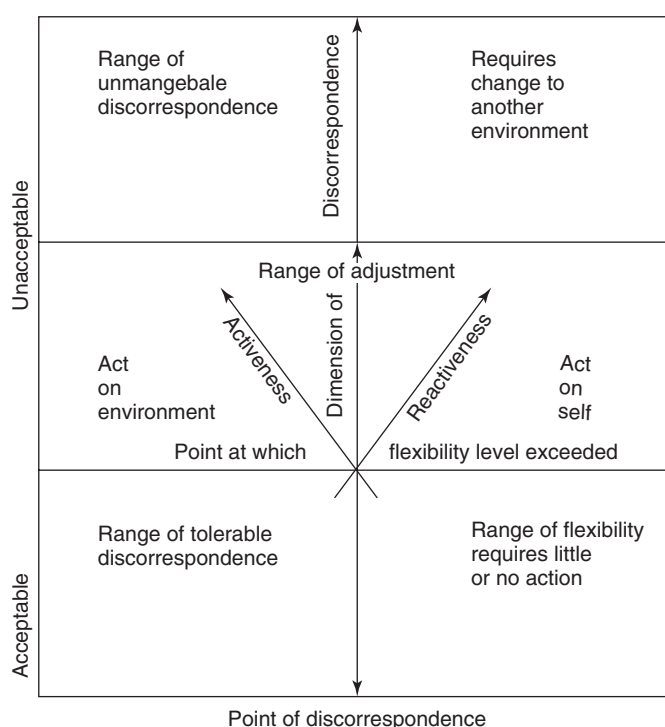 Range of
unmangebale
discorrespondence
Requires
change to
another
environment
Discorrespondence
Unacceptable
Range of adjustment
Activeness
Dimension of
Reactiveness
Act
on
environment
Act
on
self
Point at which
flexibility level exceeded
Range of tolerable
discorrespondence
Range of flexibility
requires little
or no action
Acceptable
Point of discorrespondence